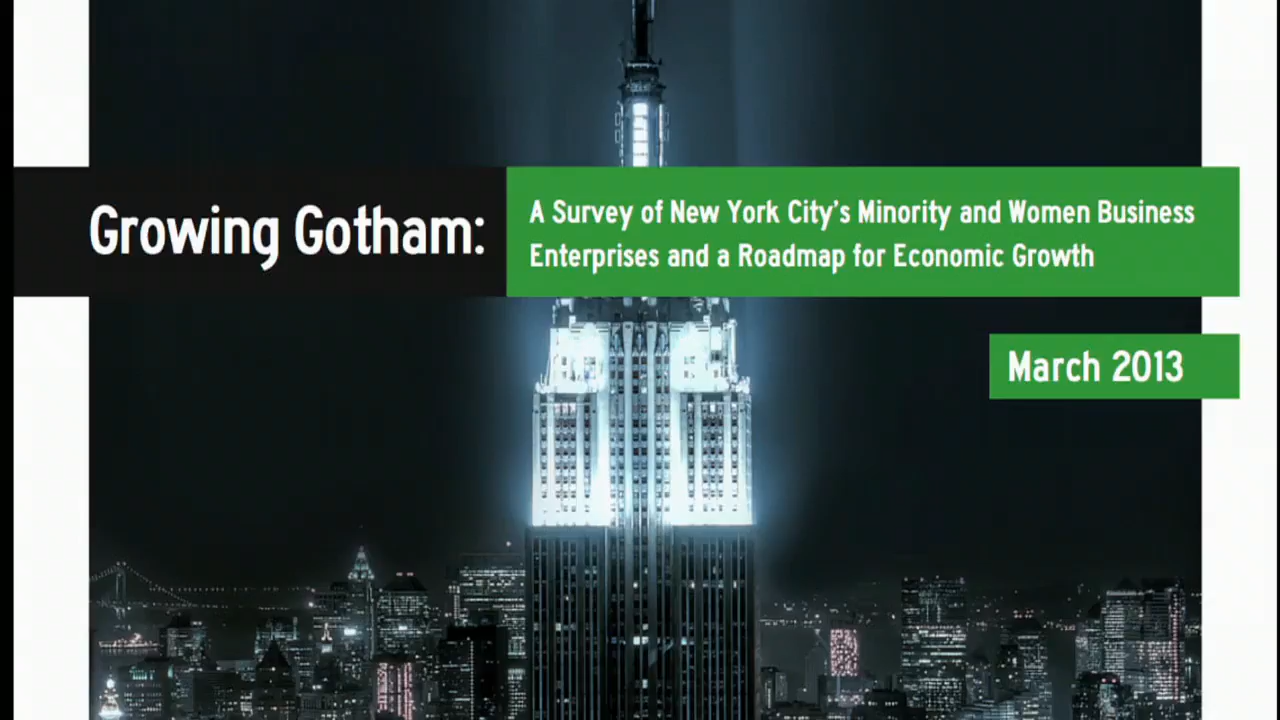 Growing Gotham:
A Survey of New York City's Minority and Women Business
Enterprises and a Roadmap for Economic Growth
March 2013